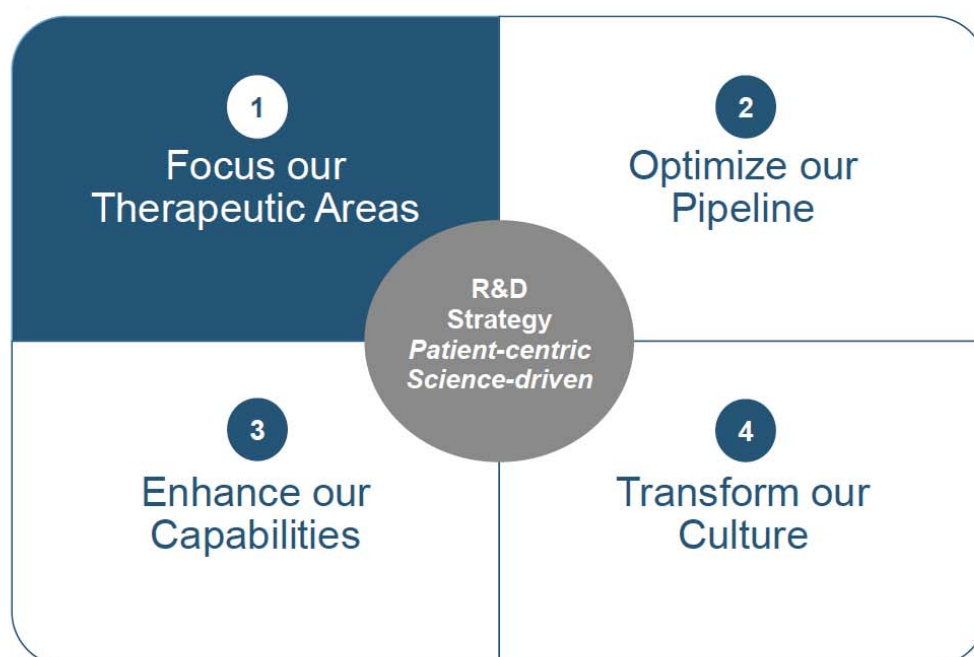 1
Focus our
Therapeutic Areas
2
Optimize our
Pipeline
R&D
Strategy
Patient-centric
Science-driven
3
Enhance our
Capabilities
4
Transform our
Culture